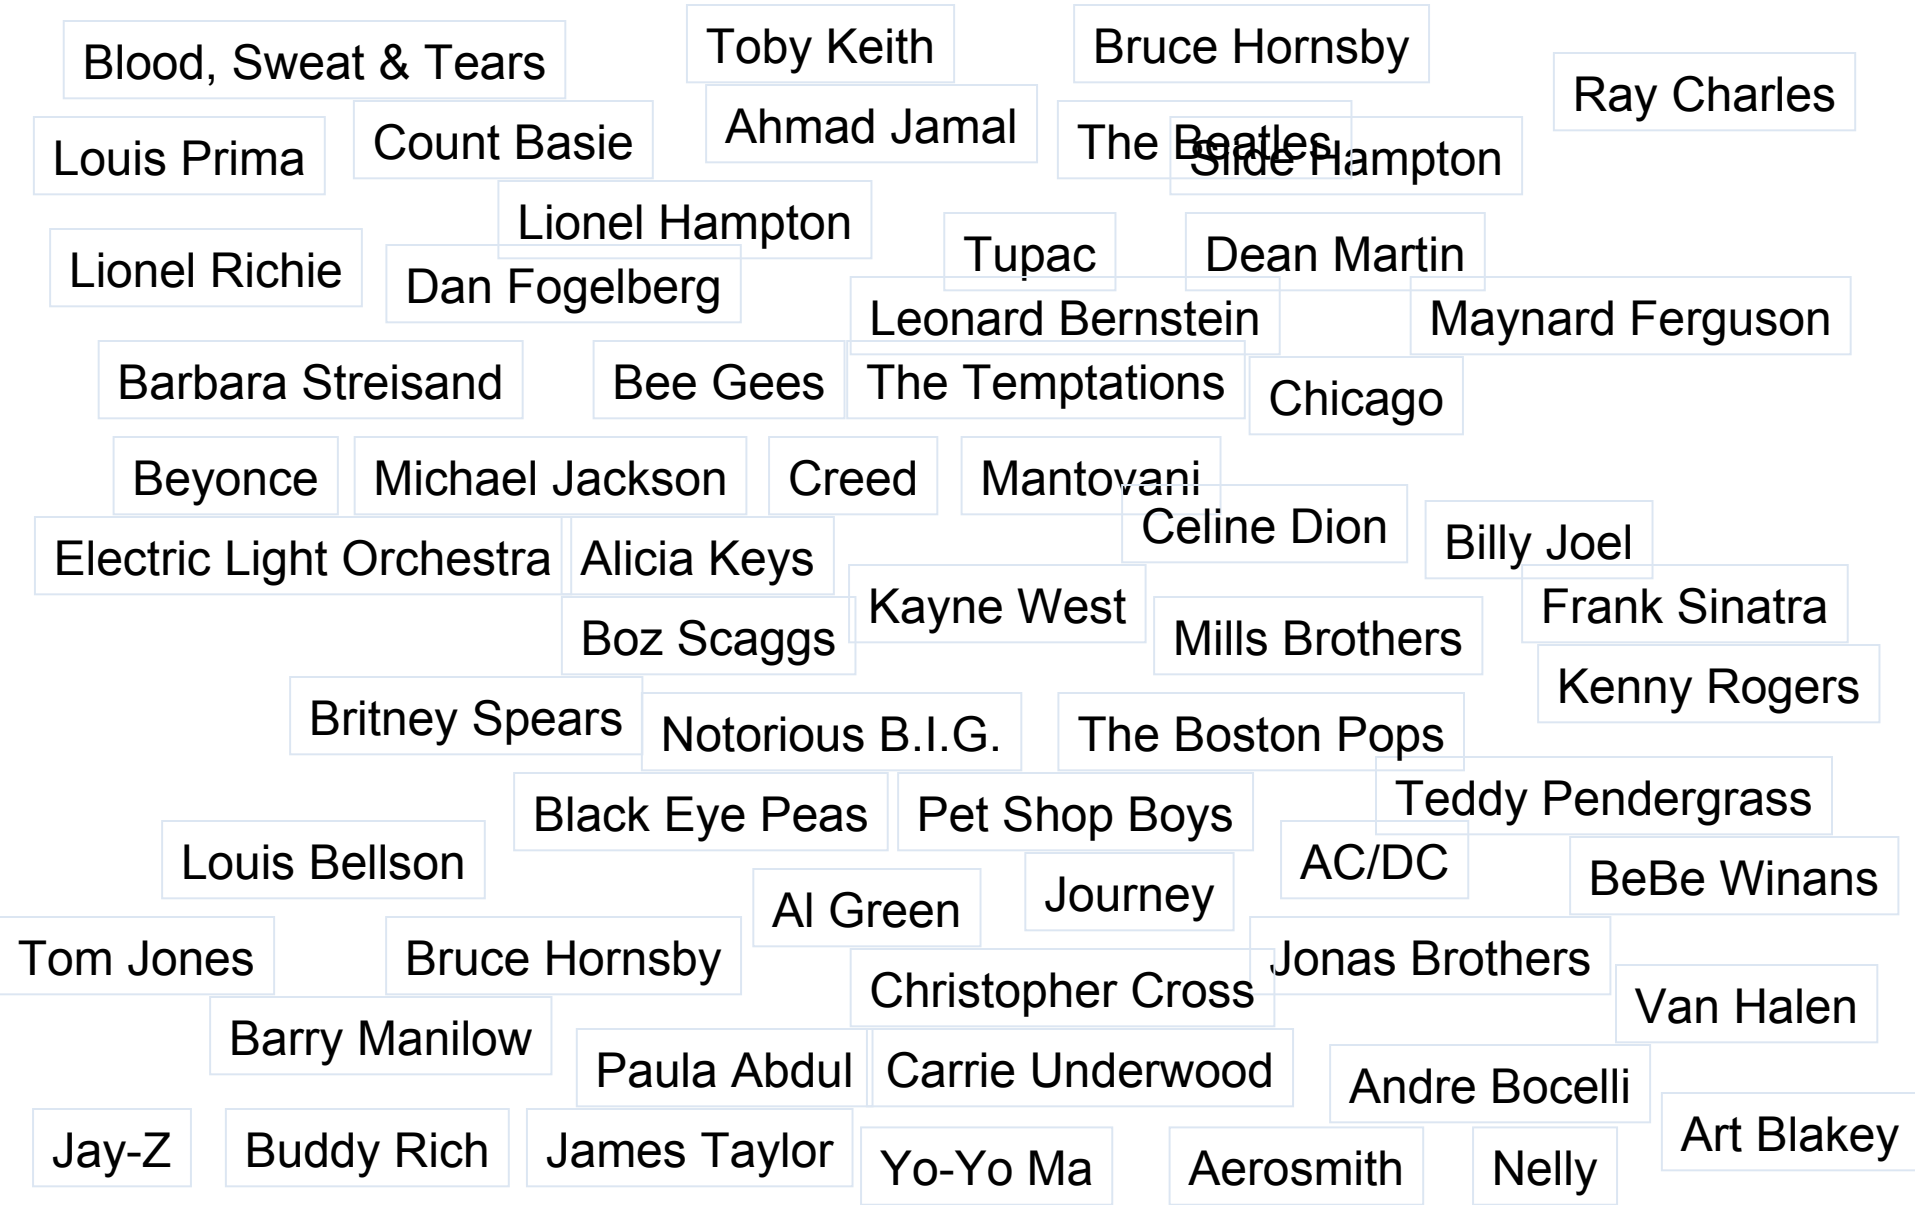 Blood, Sweat & Tears
Toby Keith
Bruce Hornsby
Ray Charles
Louis Prima
Count Basie
Ahmad Jamal
The Beatles
Slide Hampton
Lionel Hampton
Lionel Richie
Dan Fogelberg
Tupac
Dean Martin
Leonard Bernstein
Maynard Ferguson
Barbara Streisand
Bee Gees
The Temptations
Chicago
Beyonce
Michael Jackson
Creed
Mantovani
Celine Dion
Billy Joel
Electric Light Orchestra
Alicia Keys
Kayne West
Frank Sinatra
Boz Scaggs
Mills Brothers
Kenny Rogers
Britney Spears
Notorious B.I.G.
The Boston Pops
Teddy Pendergrass
Black Eye Peas
Pet Shop Boys
Louis Bellson
AC/DC
BeBe Winans
Al Green
Journey
Tom Jones
Bruce Hornsby
Jonas Brothers
Christopher Cross
Van Halen
Barry Manilow
Paula Abdul
Carrie Underwood
Andre Bocelli
Art Blakey
Jay-Z
Buddy Rich
James Taylor
Yo-Yo Ma
Aerosmith
Nelly